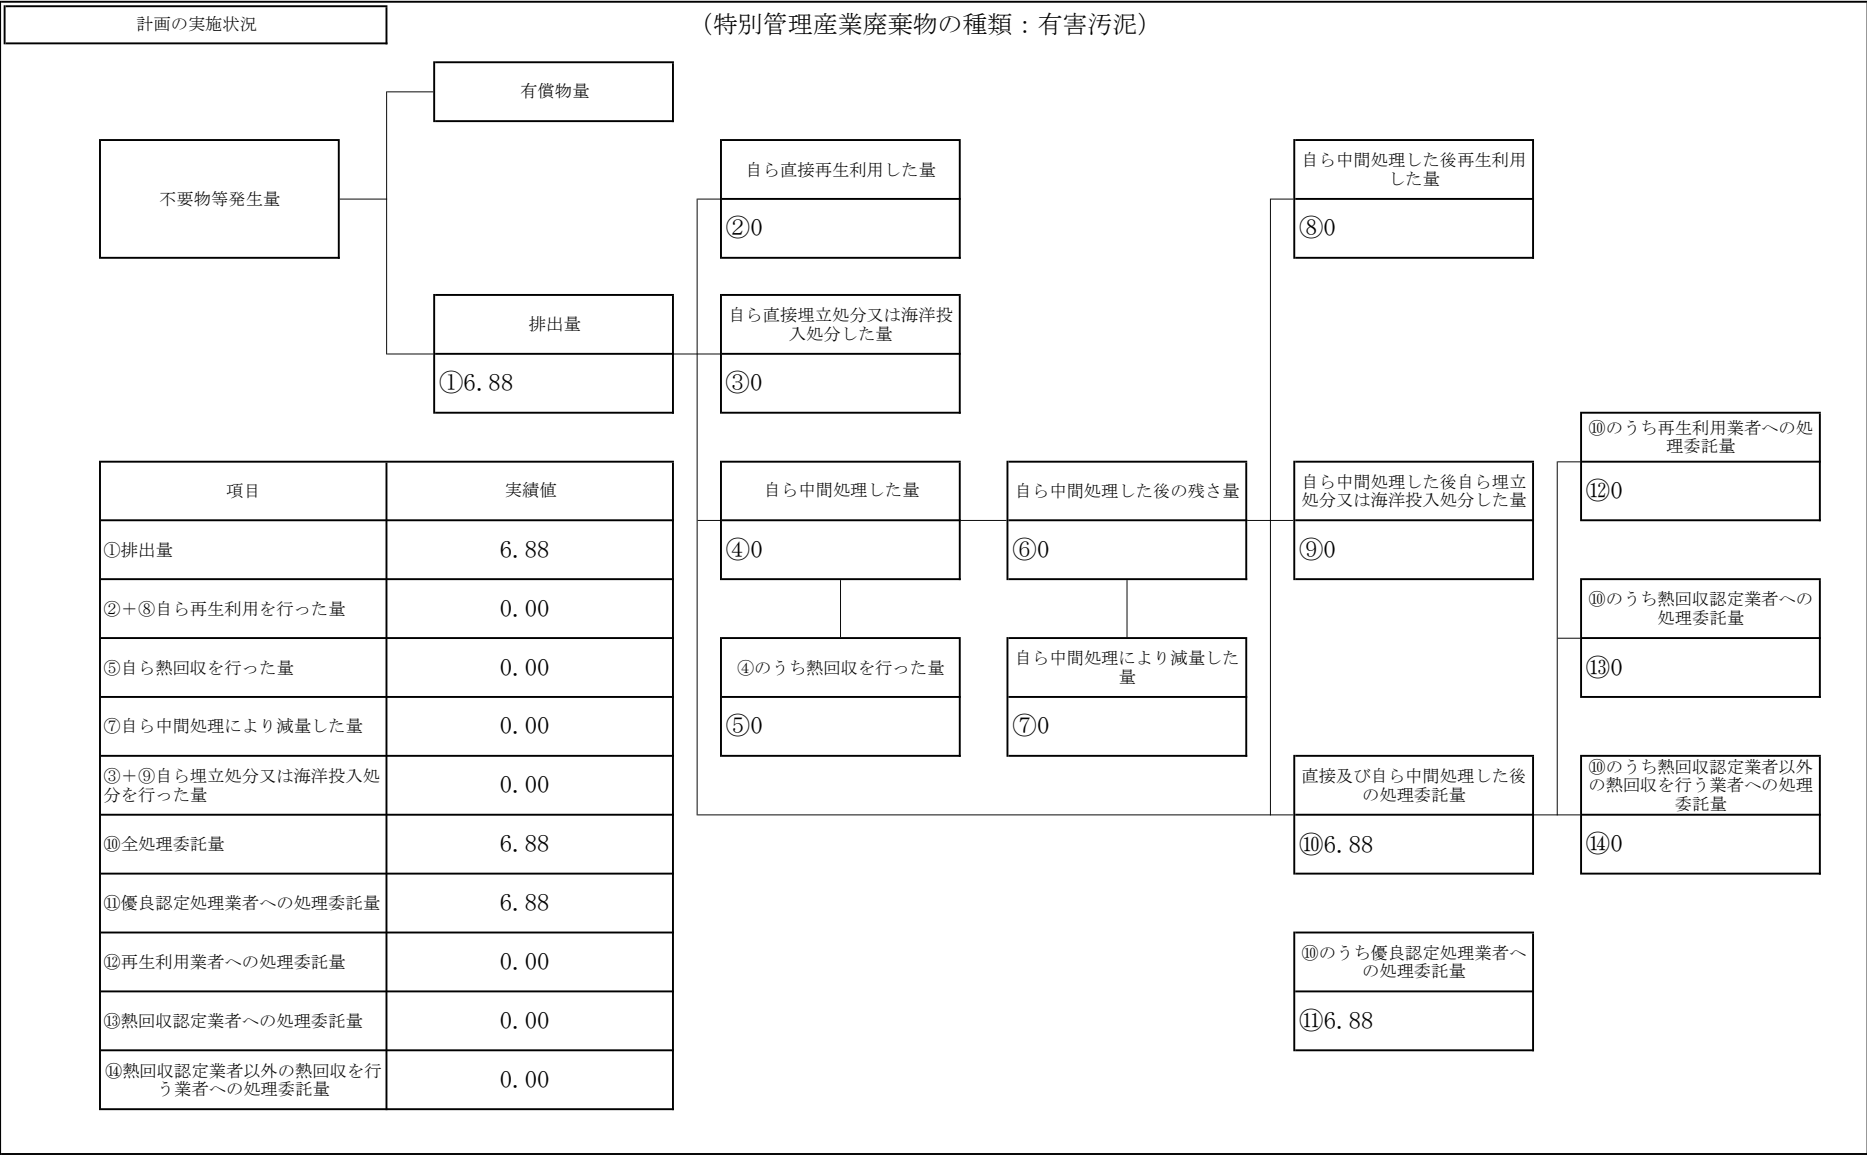 計画の実施状況
（特別管理産業廃棄物の種類：有害汚泥）
有償物量
不要物等発生量
排出量
①6.88
自ら直接再生利用した量
②0
自ら直接埋立処分又は海洋投
入処分した量
③0
自ら中間処理した後再生利用
した量
⑧0
自ら中間処理した量
④0
自ら中間処理した後の残さ量
⑥0
自ら中間処理した後自ら埋立
処分又は海洋投入処分した量
⑨0
⑩のうち再生利用業者への処
理委託量
⑫0
⑩のうち熱回収認定業者への
処理委託量
⑬0
④のうち熱回収を行った量
⑤0
自ら中間処理により減量した
量
⑦0
直接及び自ら中間処理した後
の処理委託量
⑩6.88
⑩のうち熱回収認定業者以外
の熱回収を行う業者への処理
委託量
⑭0
⑩のうち優良認定処理業者へ
の処理委託量
⑪6.88
項目 実績値
①排出量 6.88
②＋⑧自ら再生利用を行った量 0.00
⑤自ら熱回収を行った量 0.00
⑦自ら中間処理により減量した量 0.00
③＋⑨自ら埋立処分又は海洋投入処
分を行った量 0.00
⑩全処理委託量 6.88
⑪優良認定処理業者への処理委託量 6.88
⑫再生利用業者への処理委託量 0.00
⑬熱回収認定業者への処理委託量 0.00
⑭熱回収認定業者以外の熱回収を行
う業者への処理委託量 0.00